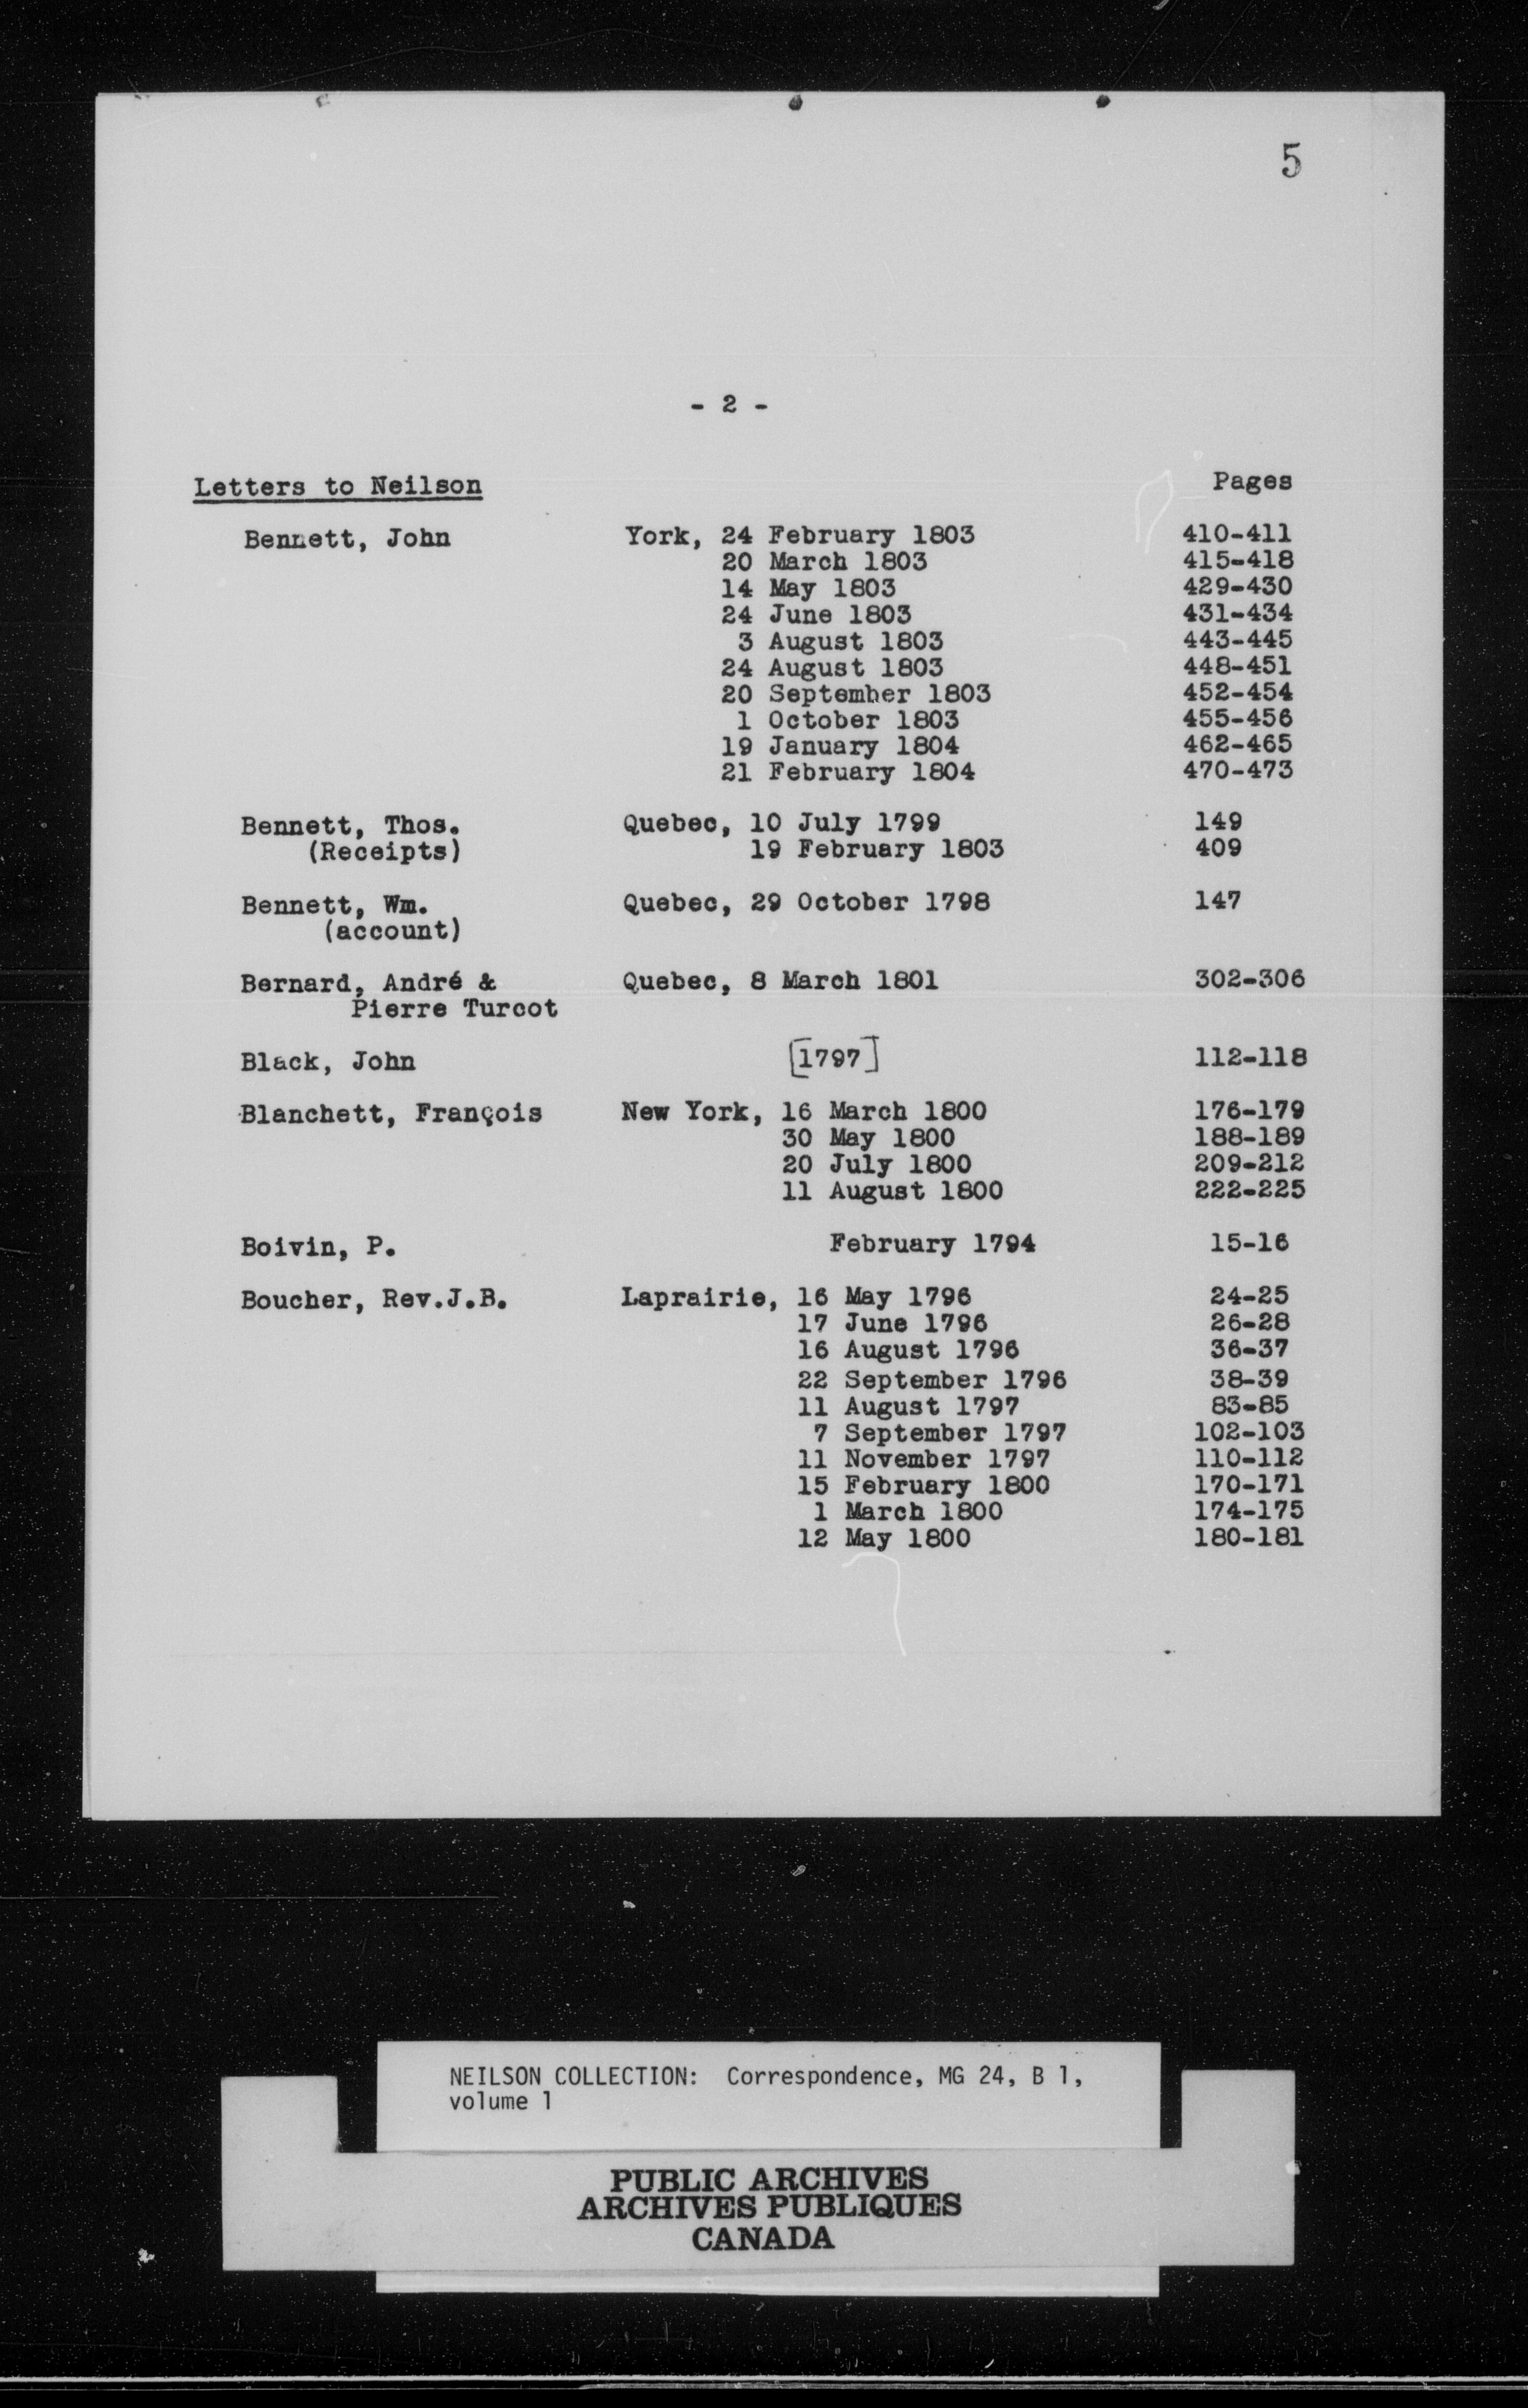 5
- 2 -
Letters to Neilson Pages
Bennett, John York, 24 February 1803 410-411
20 March 1803 415-418
14 May 1803 429-430
24 June 1803 431-434
3 August 1803 443-445
24 August 1803 448-451
20 September 1803 452-454
1 October 1803 455-456
19 January 1804 462-465
21 February 1804 470-473
Bennett, Thos. Quebec, 10 July 1799 149
(Receipts) 19 February 1803 409
Bennett, Wm. Quebec, 29 October 1798 147
(account)
Bernard, André & Quebec, 8 March 1801 302-306
Pierre Turcot
Black, John [1797] 112-118
Blanchett, François New York, 16 March 1800 176-179
30 May 1800 188-189
20 July 1800 209-212
11 August 1800 222-225
Boivin, P. February 1794 15-16
Boucher, Rev.J.B. Laprairie, 16 May 1796 24-25
17 June 1796 26-28
16 August 1796 36-37
22 September 1796 38-39
11 August 1797 83-85
7 September 1797 102-103
11 November 1797 110-112
15 February 1800 170-171
1 March 1800 174-175
12 May 1800 180-181
NEILSON COLLECTION: Correspondence, MG 24, B 1,
volume 1
PUBLIC ARCHIVES
ARCHIVES PUBLIQUES
CANADA